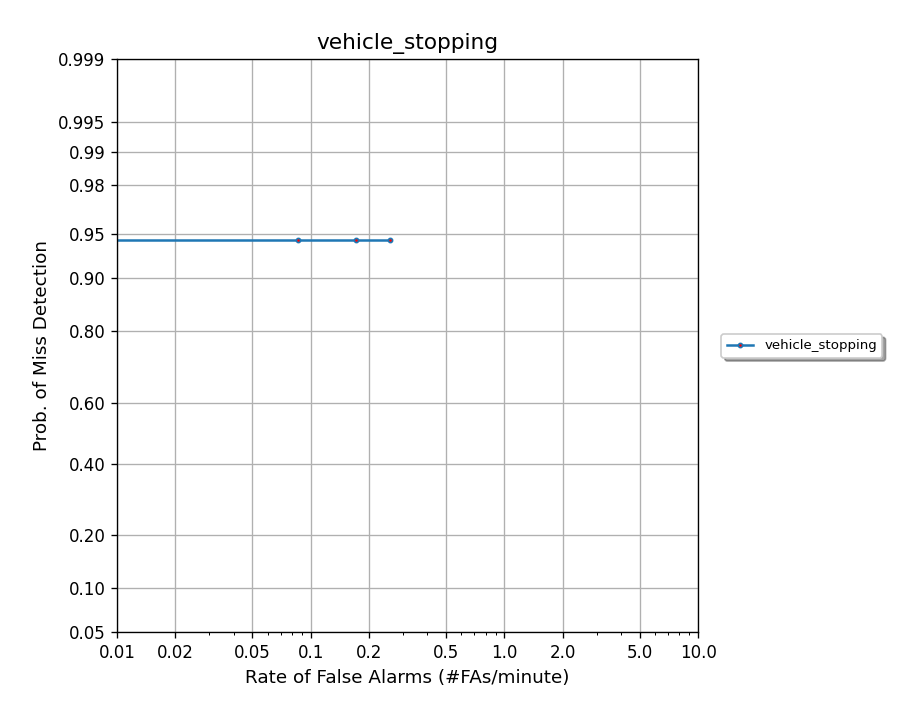 vehicle_stopping
0.999
0.995
0.99
0.98
0.95
0.90
0.80
0.60
0.40
0.20
0.10
0.05
Prob. of Miss Detection
0.01 0.02 0.05 0.1 0.2 0.5 1.0 2.0 5.0 10.0
Rate of False Alarms (#FAs/minute)
vehicle_stopping